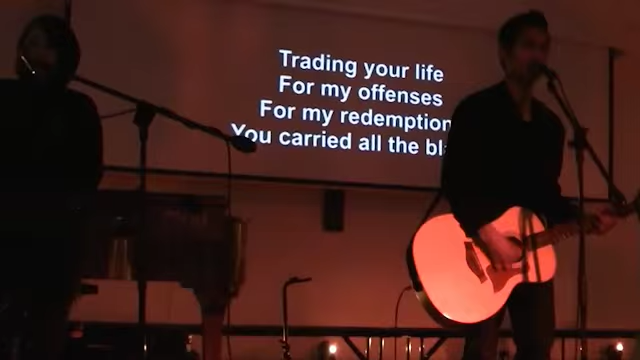 Trading your life
For my offenses
For my redemption
You carried all the